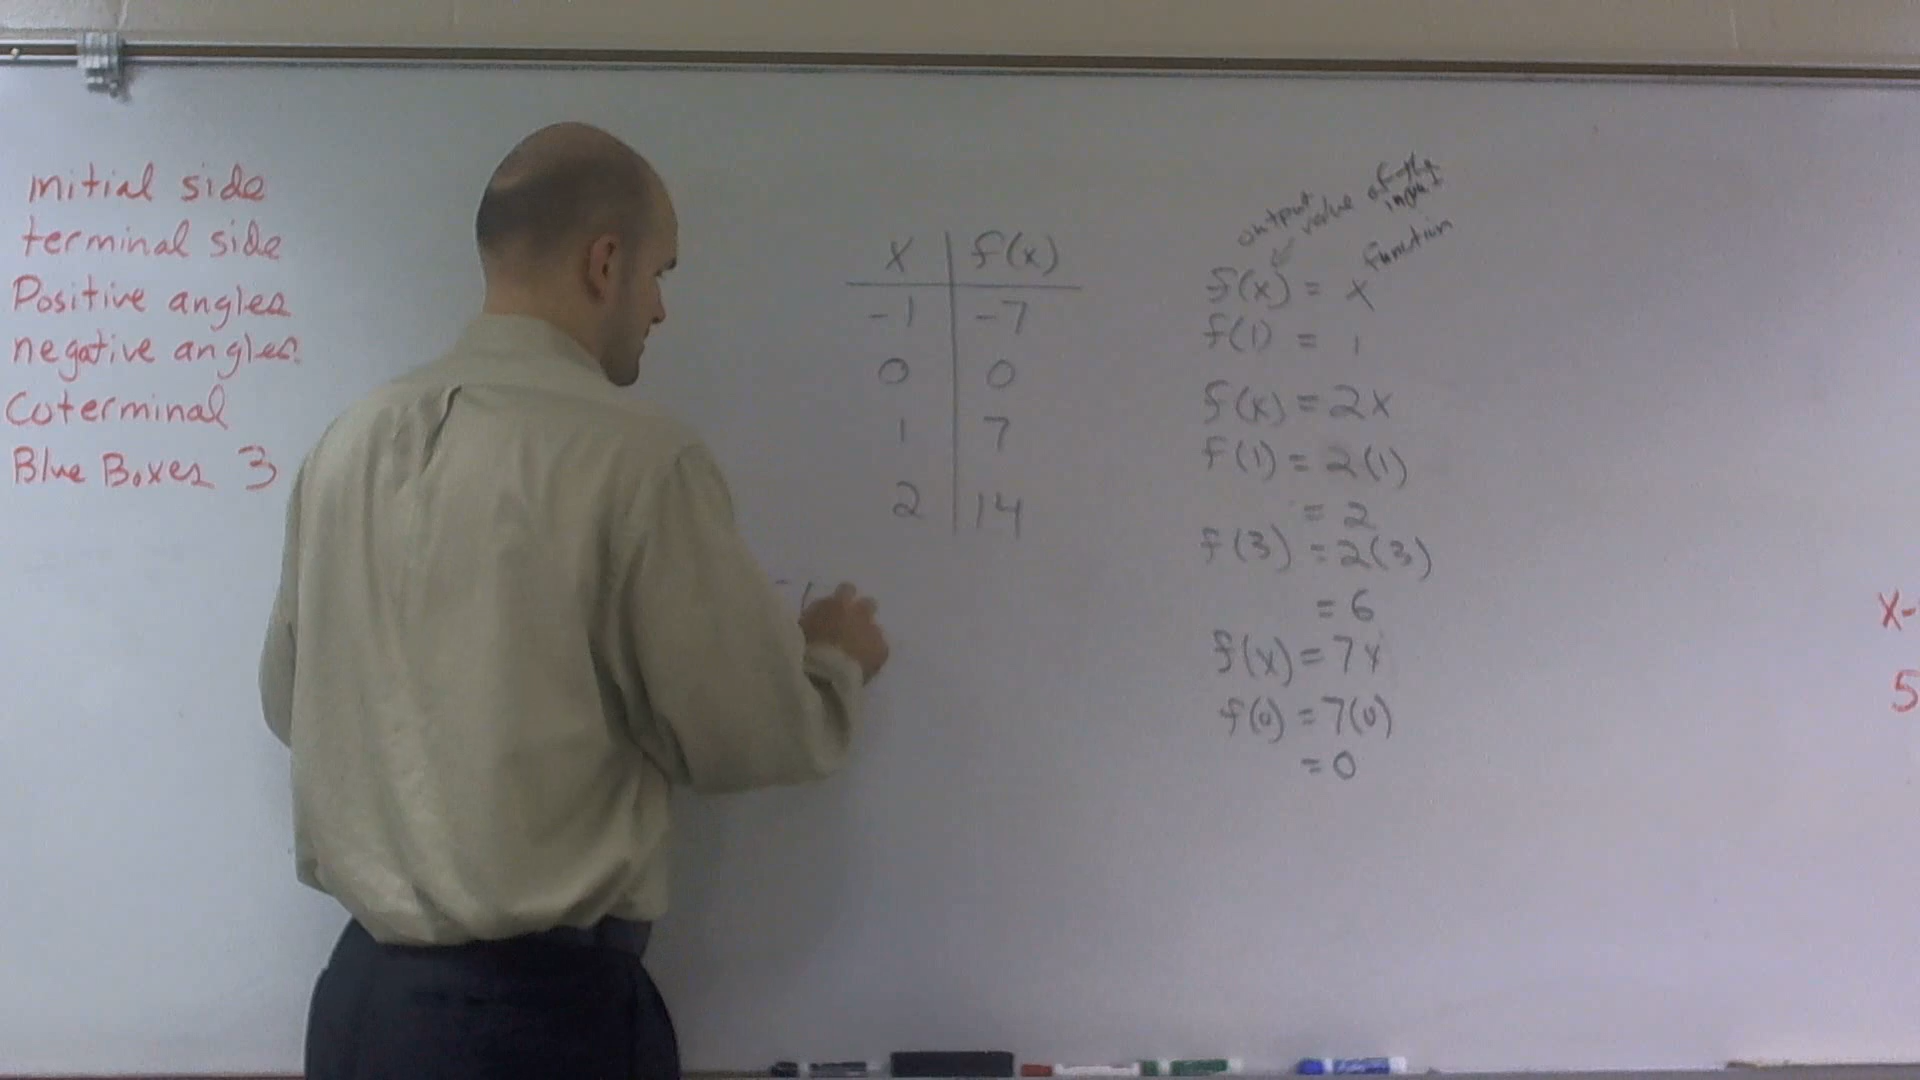 initial side
terminal side
Positive angles
negative angles
Coterminal
Blue Boxes 3
x f(x)
-1 -7
0 0
1 7
2 14
output value of the input
function
f(x) = x
f(1) = 1
f(x) = 2x
f(1) = 2(1)
= 2
f(3) = 2(3)
= 6
f(x) = 7x
f(0) = 7(0)
= 0
x-
5